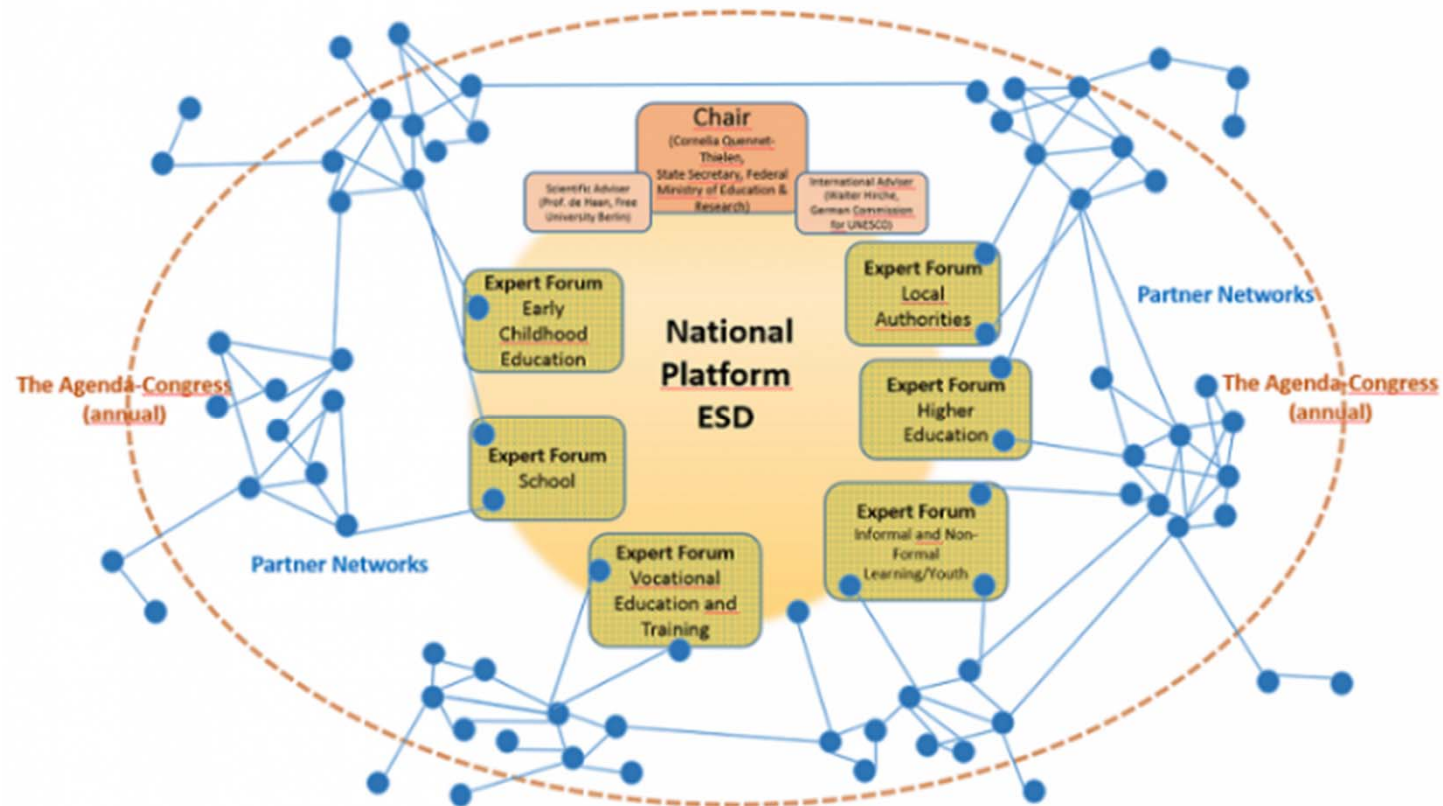 Chair
(Cornelia Quennet-
Thielen,
State Secretary, Federal
Ministry of Education &
Research)
Scientific Adviser
(Prof. de Haan, Free
University Berlin)
International Adviser
(Walter Hirche,
German Commission
for UNESCO)
Expert Forum
Early
Childhood
Education
National
Platform
ESD
Expert Forum
Local
Authorities
Partner Networks
The Agenda-Congress
(annual)
Expert Forum
Higher
Education
The Agenda-Congress
(annual)
Expert Forum
School
Expert Forum
Informal and Non-
Formal
Learning/Youth
Partner Networks
Expert Forum
Vocational
Education and
Training